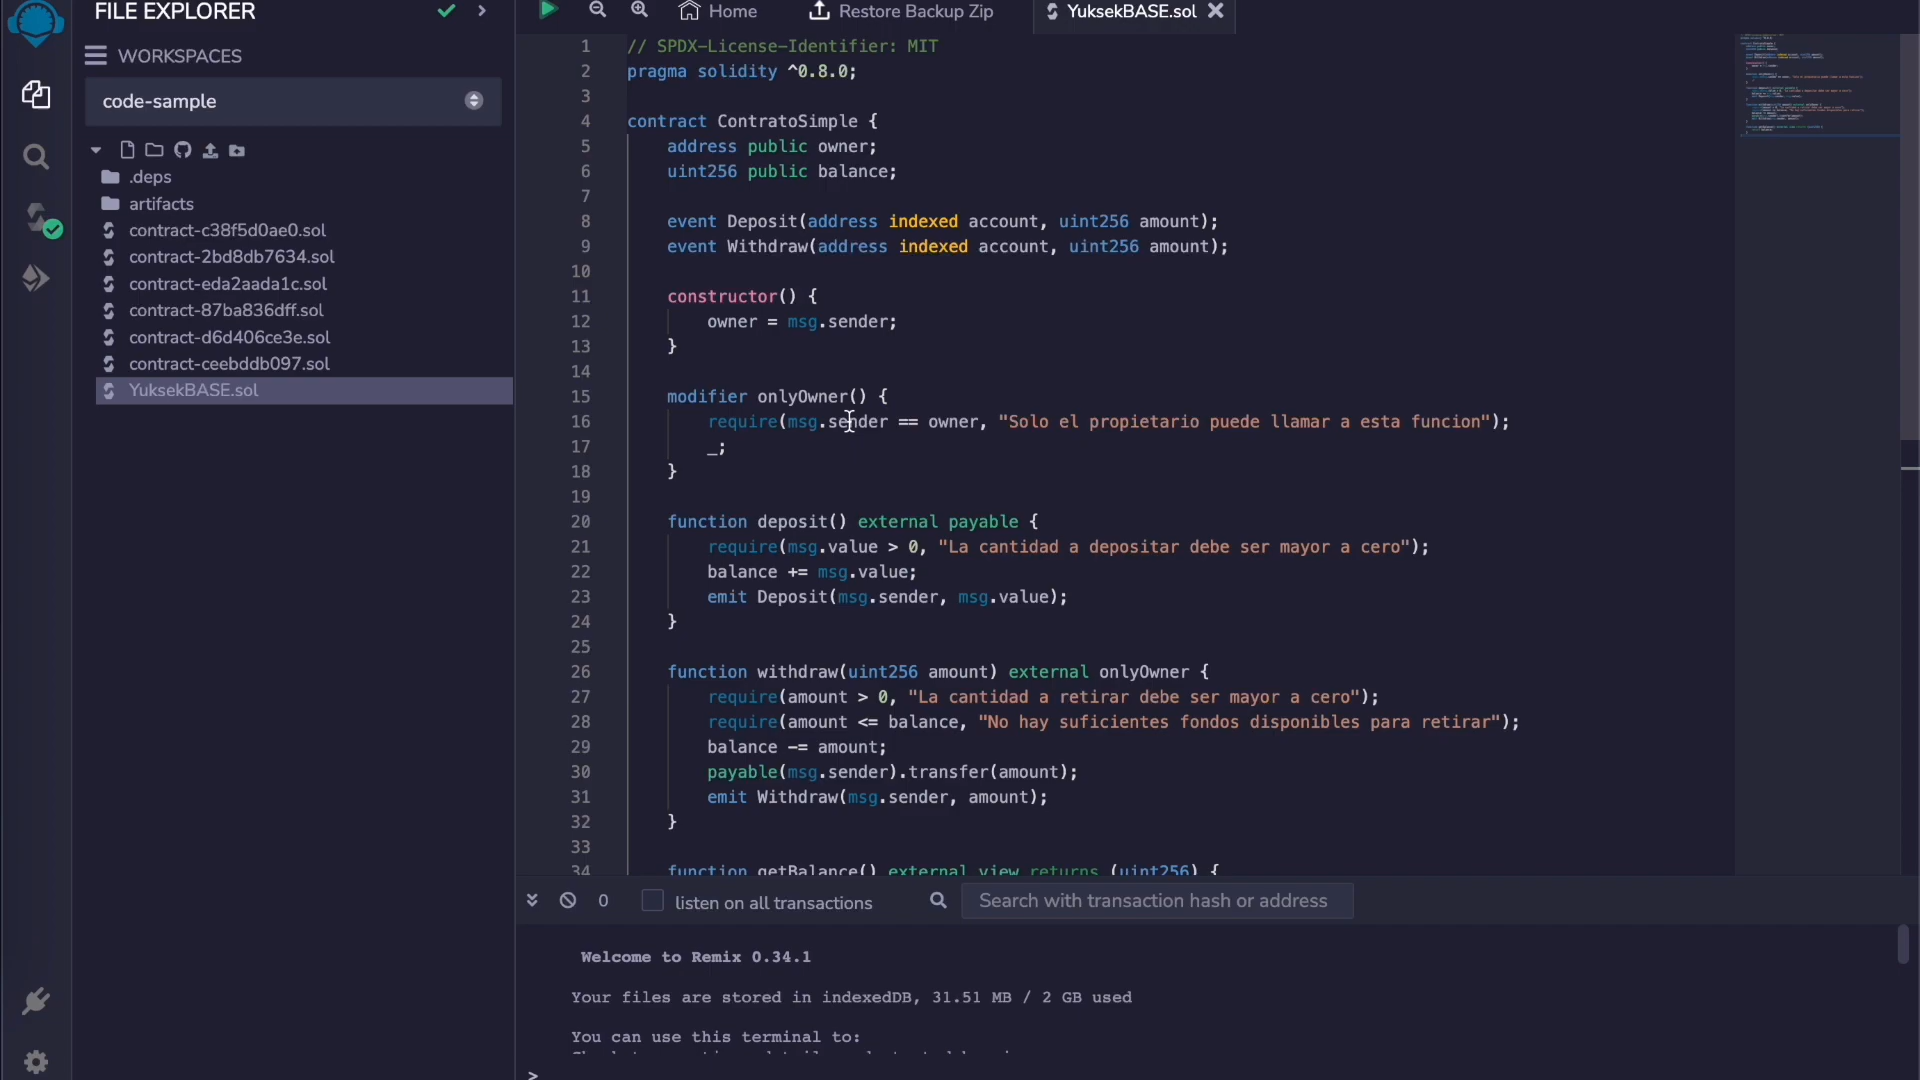 FILE EXPLORER
WORKSPACES
code-sample
.deps
artifacts
contract-c38f5d0ae0.sol
contract-2bd8db7634.sol
contract-eda2aada1c.sol
contract-87ba836dff.sol
contract-d6d406ce3e.sol
contract-ceebddb097.sol
YuksekBASE.sol
Home
Restore Backup Zip
YuksekBASE.sol
1 // SPDX-License-Identifier: MIT
2 pragma solidity ^0.8.0;
3
4 contract ContratoSimple {
5 address public owner;
6 uint256 public balance;
7
8 event Deposit(address indexed account, uint256 amount);
9 event Withdraw(address indexed account, uint256 amount);
10
11 constructor() {
12 owner = msg.sender;
13 }
14
15 modifier onlyOwner() {
16 require(msg.sender == owner, "Solo el propietario puede llamar a esta funcion");
17 _;
18 }
19
20 function deposit() external payable {
21 require(msg.value > 0, "La cantidad a depositar debe ser mayor a cero");
22 balance += msg.value;
23 emit Deposit(msg.sender, msg.value);
24 }
25
26 function withdraw(uint256 amount) external onlyOwner {
27 require(amount > 0, "La cantidad a retirar debe ser mayor a cero");
28 require(amount <= balance, "No hay suficientes fondos disponibles para retirar");
29 balance -= amount;
30 payable(msg.sender).transfer(amount);
31 emit Withdraw(msg.sender, amount);
32 }
33
34 function getBalance() external view returns (uint256) {
0
listen on all transactions
Search with transaction hash or address
Welcome to Remix 0.34.1
Your files are stored in indexedDB, 31.51 MB / 2 GB used
You can use this terminal to:
>